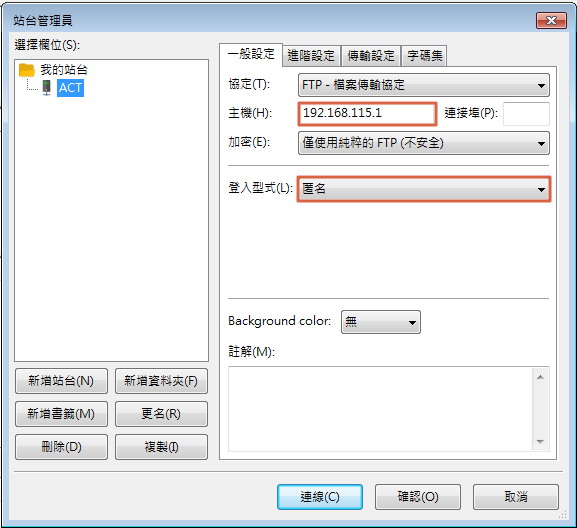 站台管理員
選擇欄位(S):
我的站台
ACT
新增站台(N)
新增資料夾(F)
新增書籤(M)
更名(R)
刪除(D)
複製(I)
一般設定
進階設定
傳輸設定
字碼集
協定(T):
FTP - 檔案傳輸協定
主機(H):
192.168.115.1
連接埠(P):
加密(E):
僅使用純粹的 FTP (不安全)
登入型式(L):
匿名
Background color:
無
註解(M):
連線(C)
確認(O)
取消